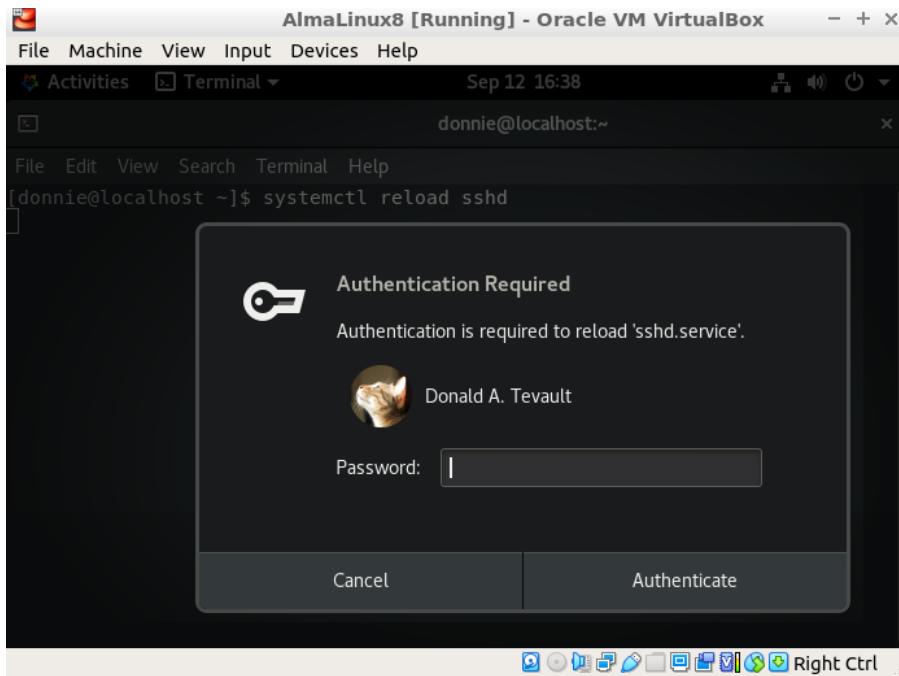 AlmaLinux8 [Running] - Oracle VM VirtualBox
File Machine View Input Devices Help
Activities Terminal Sep 12 16:38
donnie@localhost:~
File Edit View Search Terminal Help
[donnie@localhost ~]$ systemctl reload sshd
Authentication Required
Authentication is required to reload 'sshd.service'.
Donald A. Tevault
Password:
Cancel Authenticate
Right Ctrl